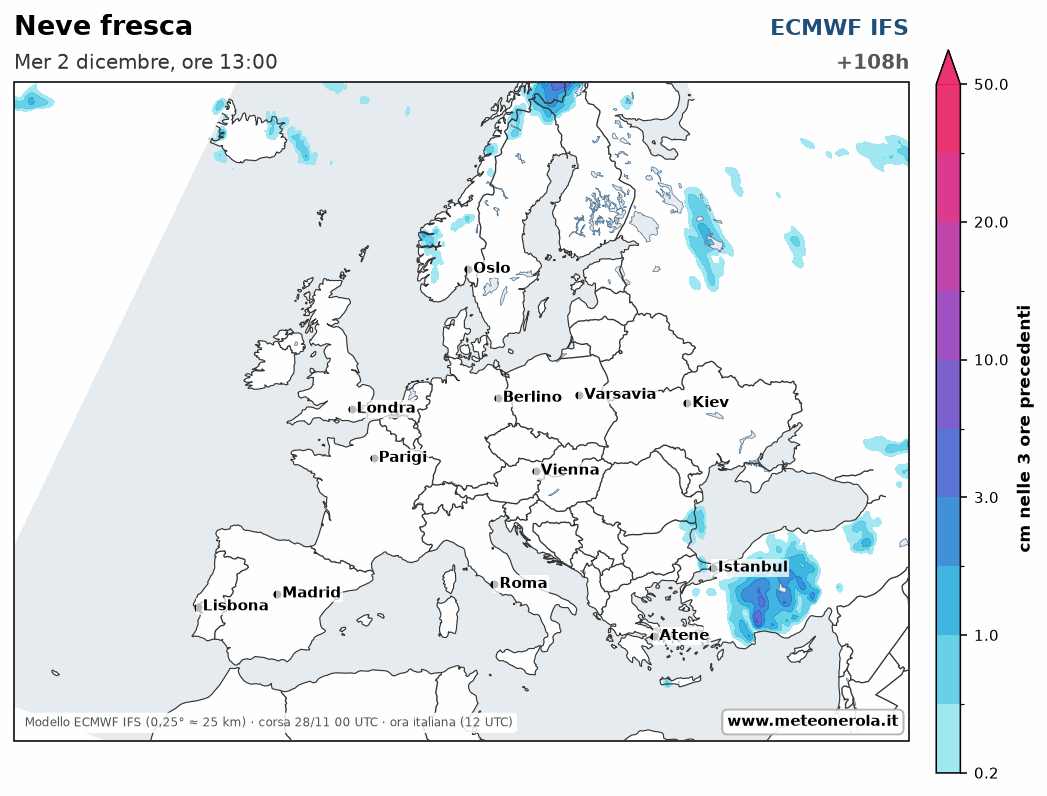 Neve fresca
ECMWF IFS
Mer 2 dicembre, ore 13:00
+108h
50.0
20.0
10.0
3.0
1.0
0.2
cm nelle 3 ore precedenti
Oslo
Berlino
Varsavia
Kiev
Londra
Parigi
Vienna
Istanbul
Roma
Madrid
Lisbona
Atene
Modello ECMWF IFS (0,25° ≈ 25 km) · corsa 28/11 00 UTC · ora italiana (12 UTC)
www.meteonerola.it